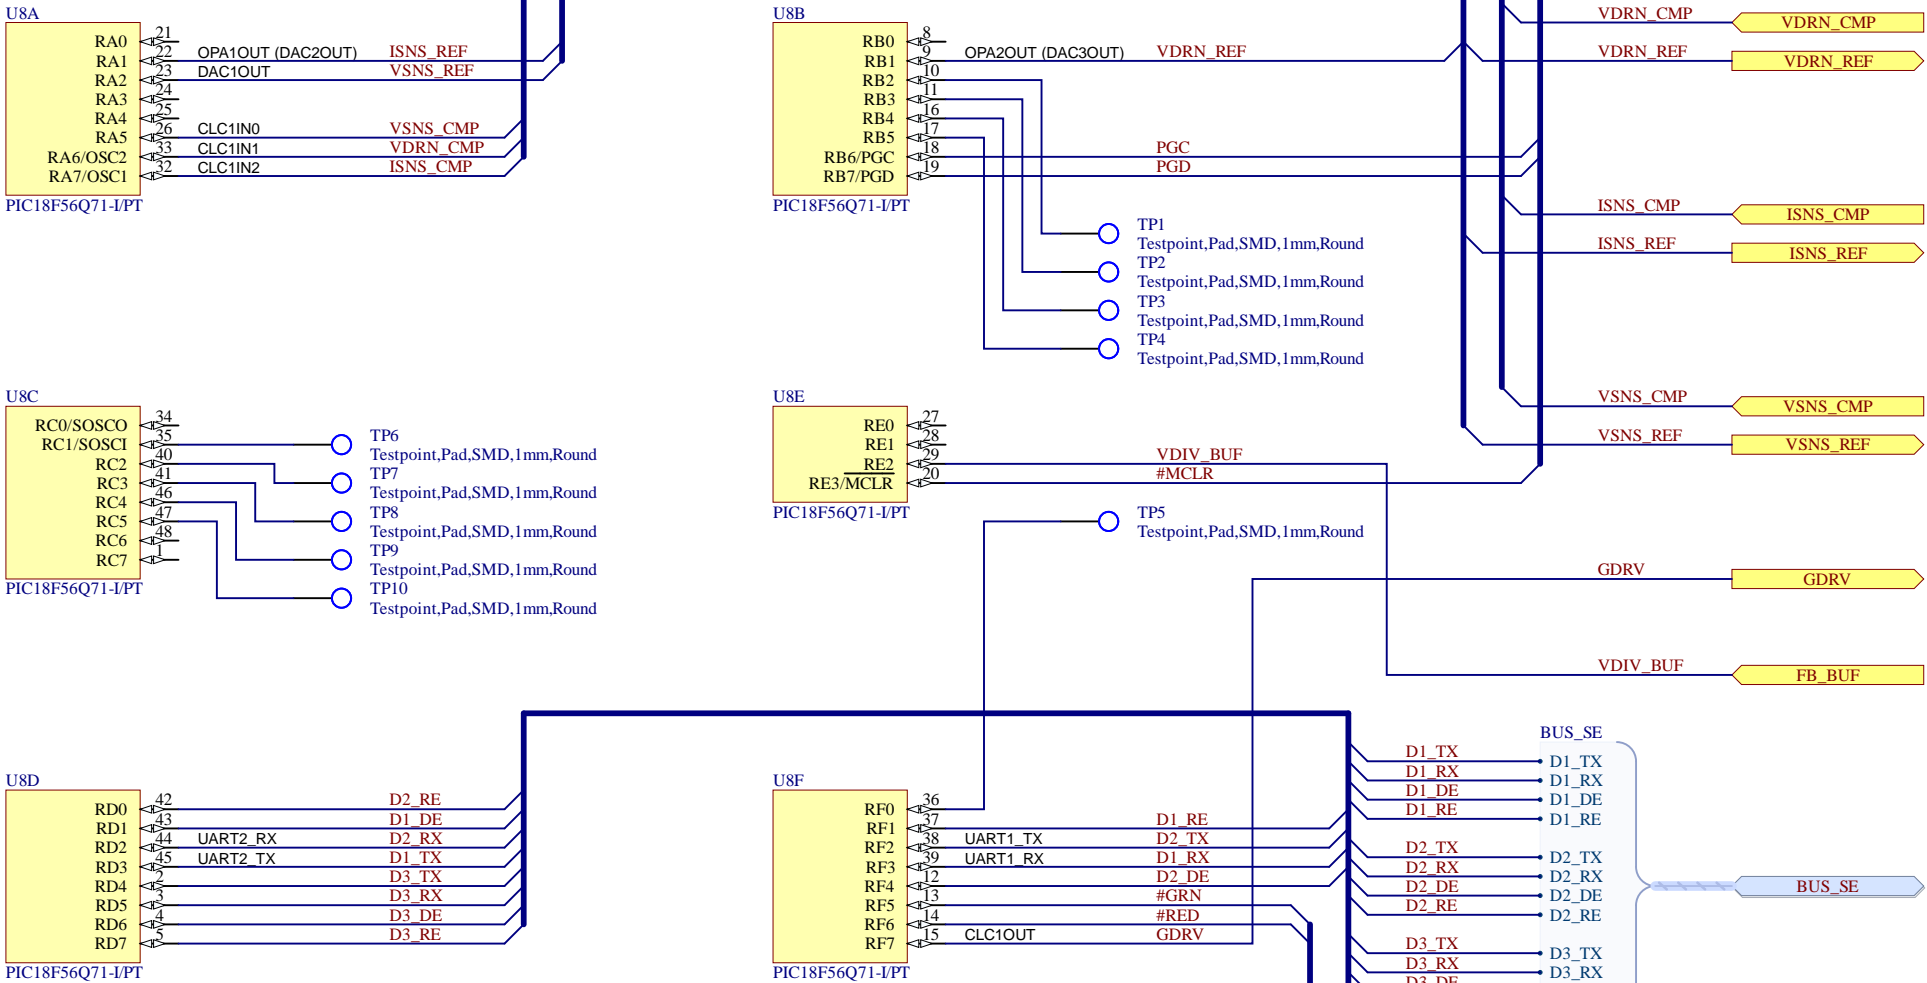 U8A
RA0 21
RA1 22 OPA1OUT (DAC2OUT) ISNS_REF
RA2 23 DAC1OUT VSNS_REF
RA3 24
RA4 25
RA5 26 CLC1IN0 VSNS_CMP
RA6/OSC2 33 CLC1IN1 VDRN_CMP
RA7/OSC1 32 CLC1IN2 ISNS_CMP
PIC18F56Q71-I/PT
U8B
RB0 8
RB1 9 OPA2OUT (DAC3OUT) VDRN_REF
RB2 10
RB3 11
RB4 16
RB5 17
RB6/PGC 18 PGC
RB7/PGD 19 PGD
PIC18F56Q71-I/PT
TP1
Testpoint,Pad,SMD,1mm,Round
TP2
Testpoint,Pad,SMD,1mm,Round
TP3
Testpoint,Pad,SMD,1mm,Round
TP4
Testpoint,Pad,SMD,1mm,Round
VDRN_CMP VDRN_CMP
VDRN_REF VDRN_REF
ISNS_CMP ISNS_CMP
ISNS_REF ISNS_REF
VSNS_CMP VSNS_CMP
VSNS_REF VSNS_REF
U8C
RC0/SOSCO 34
RC1/SOSCI 35
RC2 40
RC3 41
RC4 46
RC5 47
RC6 48
RC7 1
PIC18F56Q71-I/PT
TP6
Testpoint,Pad,SMD,1mm,Round
TP7
Testpoint,Pad,SMD,1mm,Round
TP8
Testpoint,Pad,SMD,1mm,Round
TP9
Testpoint,Pad,SMD,1mm,Round
TP10
Testpoint,Pad,SMD,1mm,Round
U8E
RE0 27
RE1 28
RE2 29 VDIV_BUF
RE3/MCLR 20 #MCLR
PIC18F56Q71-I/PT
TP5
Testpoint,Pad,SMD,1mm,Round
GDRV GDRV
VDIV_BUF FB_BUF
U8D
RD0 42 D2_RE
RD1 43 D1_DE
RD2 44 UART2_RX D2_RX
RD3 45 UART2_TX D1_TX
RD4 2 D3_TX
RD5 3 D3_RX
RD6 4 D3_DE
RD7 5 D3_RE
PIC18F56Q71-I/PT
U8F
RF0 36
RF1 37 D1_RE
RF2 38 UART1_TX D2_TX
RF3 39 UART1_RX D1_RX
RF4 12 D2_DE
RF5 13 #GRN
RF6 14 #RED
RF7 15 CLC1OUT GDRV
PIC18F56Q71-I/PT
BUS_SE
D1_TX D1_TX
D1_RX D1_RX
D1_DE D1_DE
D1_RE D1_RE
D2_TX D2_TX
D2_RX D2_RX
D2_DE D2_DE
D2_RE D2_RE
D3_TX D3_TX
D3_RX D3_RX
D3_DE
BUS_SE